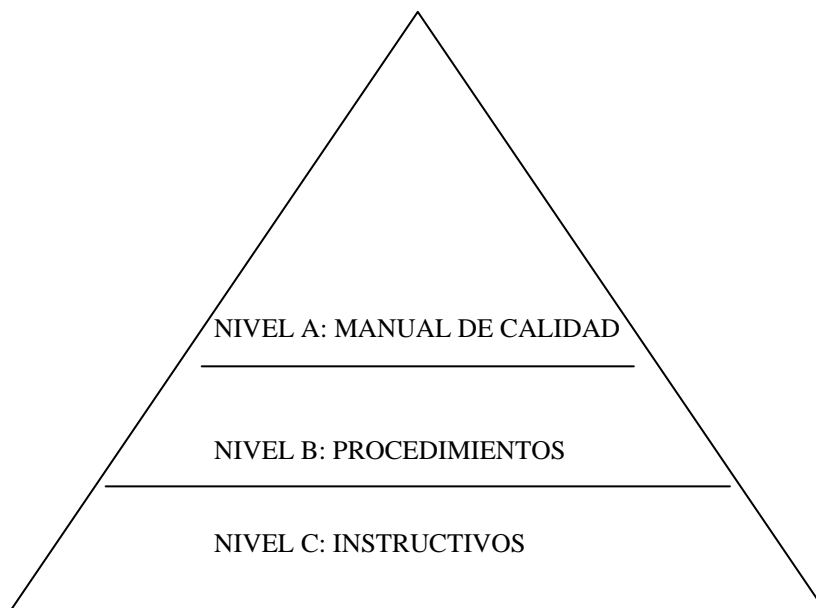 NIVEL A: MANUAL DE CALIDAD
NIVEL B: PROCEDIMIENTOS
NIVEL C: INSTRUCTIVOS